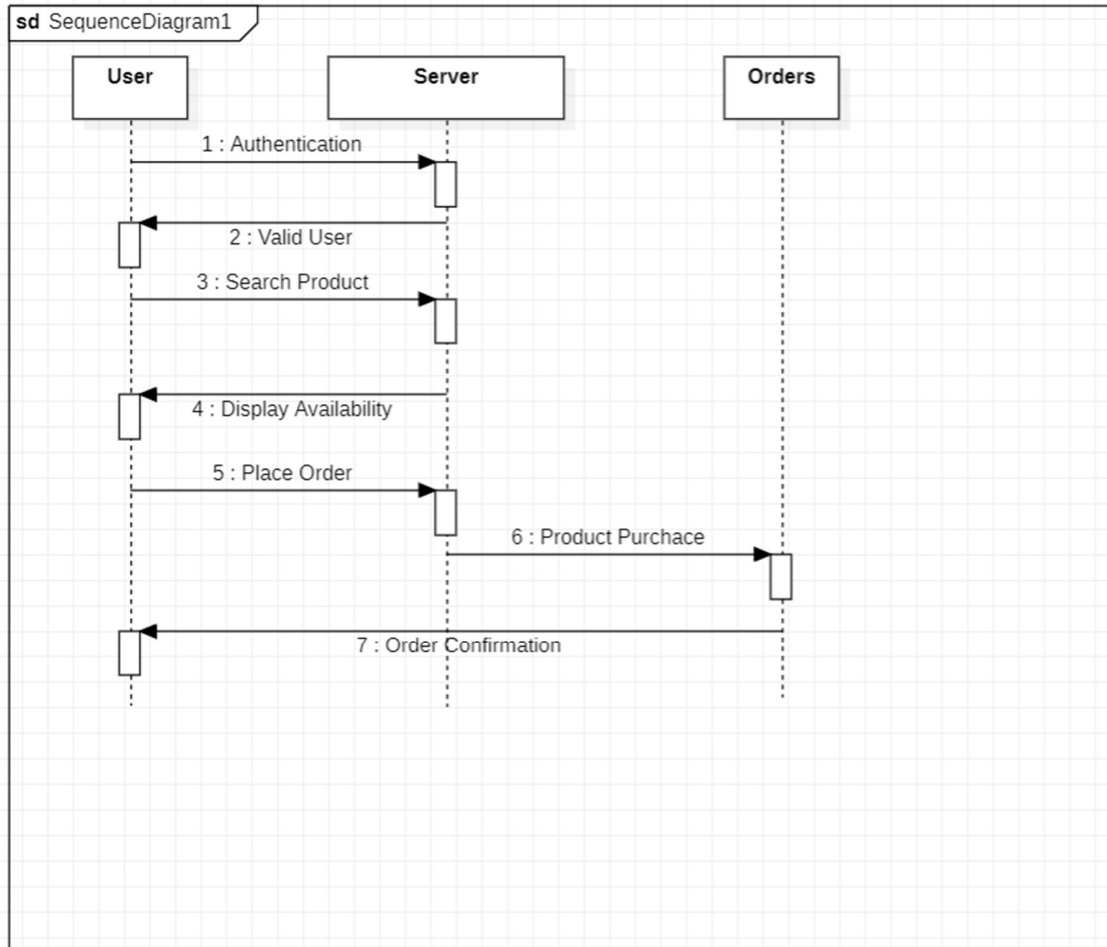 sd SequenceDiagram1
User
Server
Orders
1 : Authentication
2 : Valid User
3 : Search Product
4 : Display Availability
5 : Place Order
6 : Product Purchace
7 : Order Confirmation